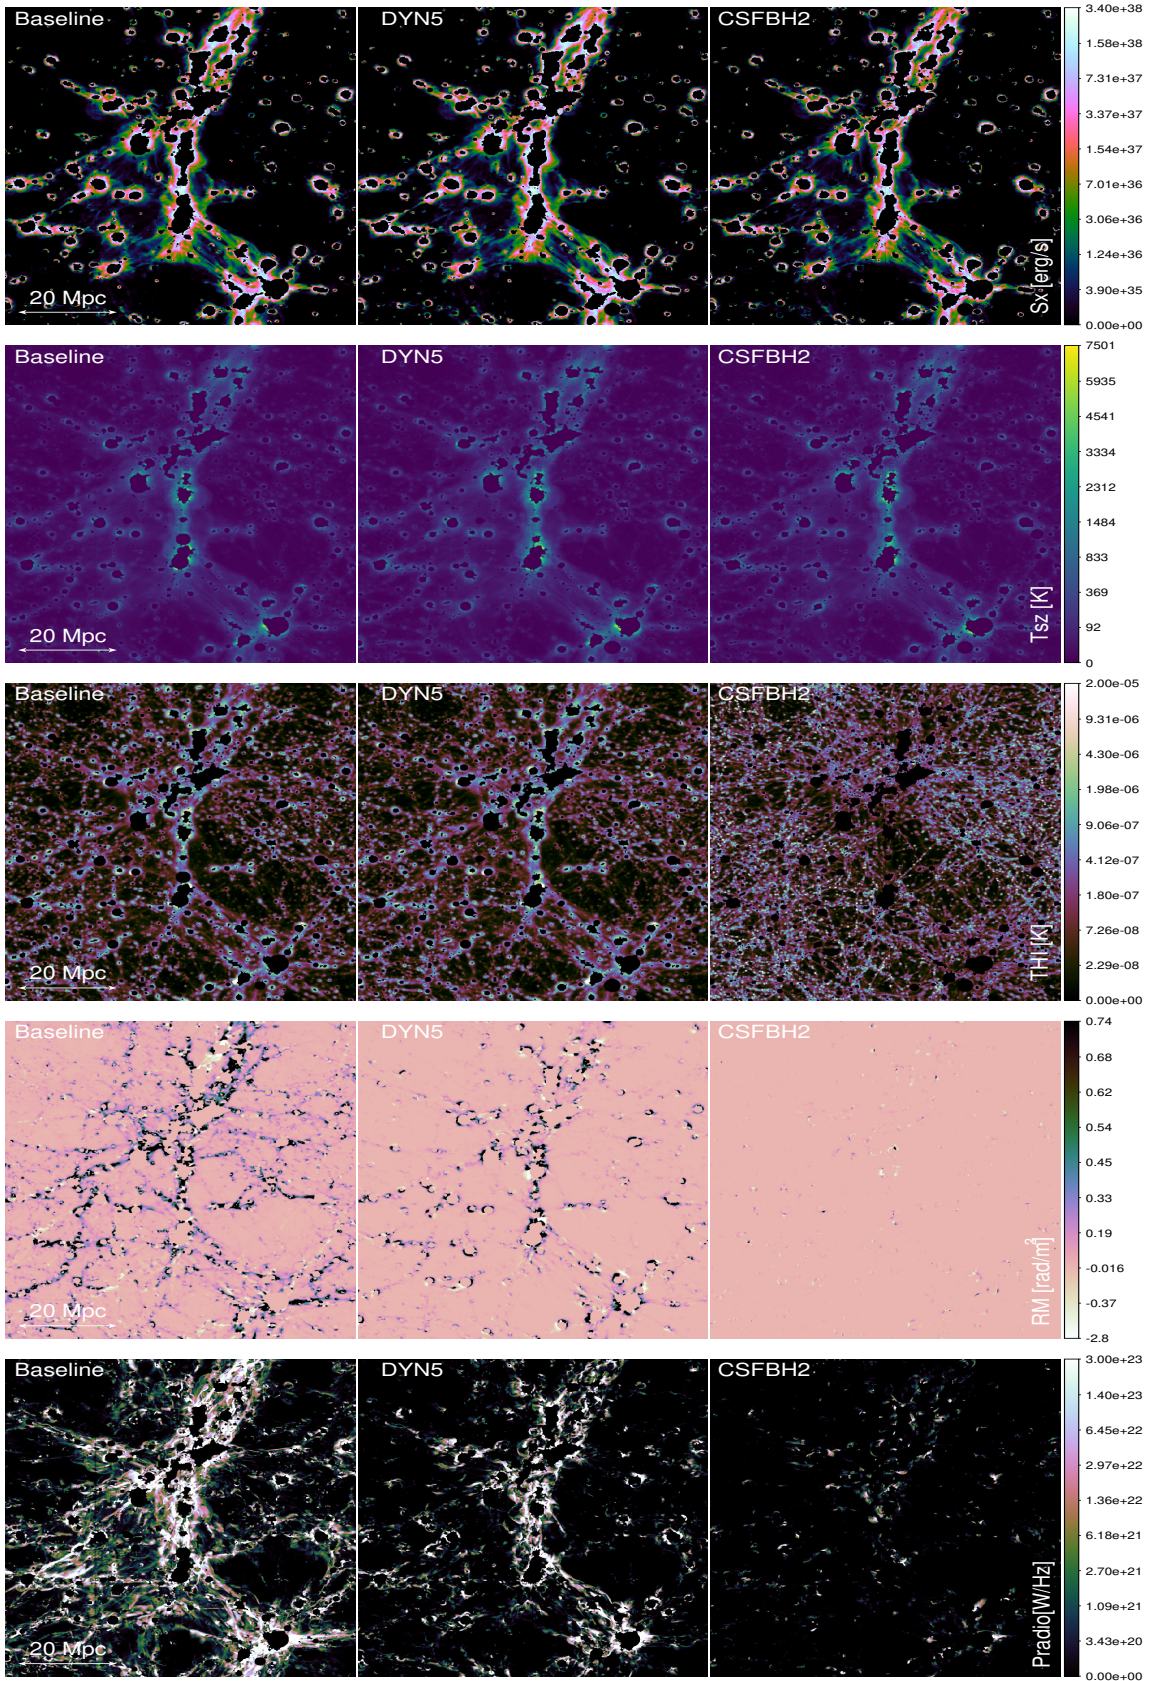 Baseline DYN5 CSFBH2
20 Mpc
Sx [erg/s]
3.40e+38
1.58e+38
7.31e+37
3.37e+37
1.54e+37
7.01e+36
3.06e+36
1.24e+36
3.90e+35
0.00e+00
Baseline DYN5 CSFBH2
20 Mpc
Tsz [K]
7501
5935
4541
3334
2312
1484
833
369
92
0
Baseline DYN5 CSFBH2
20 Mpc
THI [K]
2.00e-05
9.31e-06
4.30e-06
1.98e-06
9.06e-07
4.12e-07
1.80e-07
7.26e-08
2.29e-08
0.00e+00
Baseline DYN5 CSFBH2
20 Mpc
RM [rad/m²]
0.74
0.68
0.62
0.54
0.45
0.33
0.19
-0.016
-0.37
-2.8
Baseline DYN5 CSFBH2
20 Mpc
Pradio[W/Hz]
3.00e+23
1.40e+23
6.45e+22
2.97e+22
1.36e+22
6.18e+21
2.70e+21
1.09e+21
3.43e+20
0.00e+00